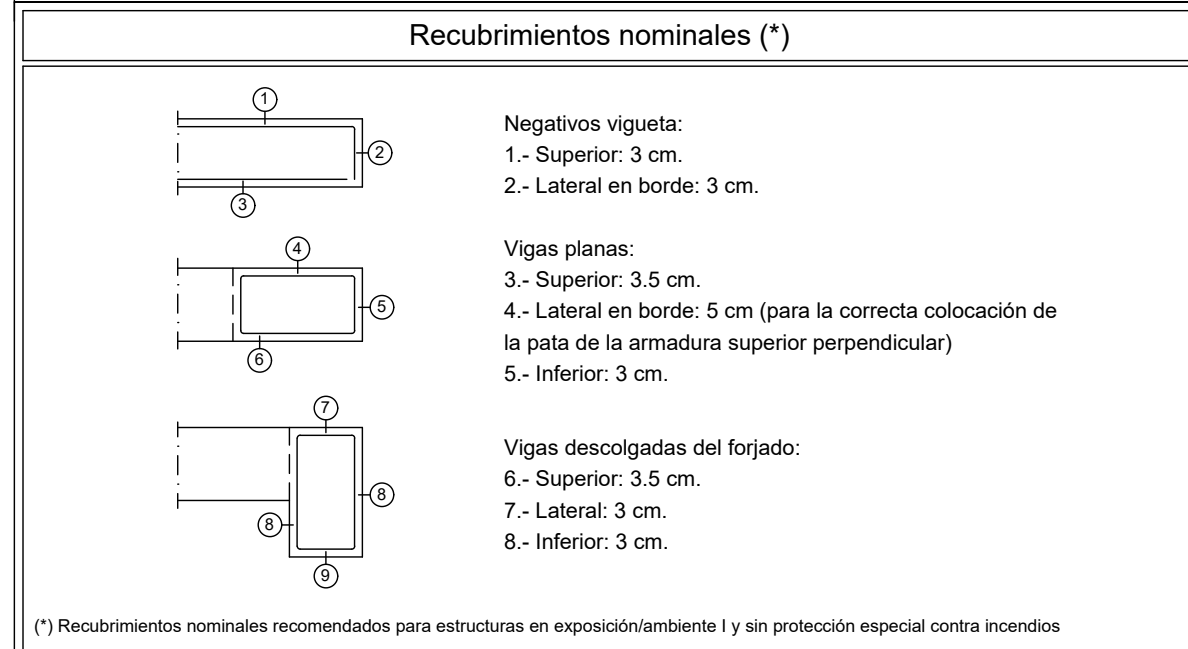 Recubrimientos nominales (*)
1
2
3
Negativos vigueta:
1.- Superior: 3 cm.
2.- Lateral en borde: 3 cm.
4
5
6
Vigas planas:
3.- Superior: 3.5 cm.
4.- Lateral en borde: 5 cm (para la correcta colocación de
la pata de la armadura superior perpendicular)
5.- Inferior: 3 cm.
7
8
8
9
Vigas descolgadas del forjado:
6.- Superior: 3.5 cm.
7.- Lateral: 3 cm.
8.- Inferior: 3 cm.
(*) Recubrimientos nominales recomendados para estructuras en exposición/ambiente I y sin protección especial contra incendios